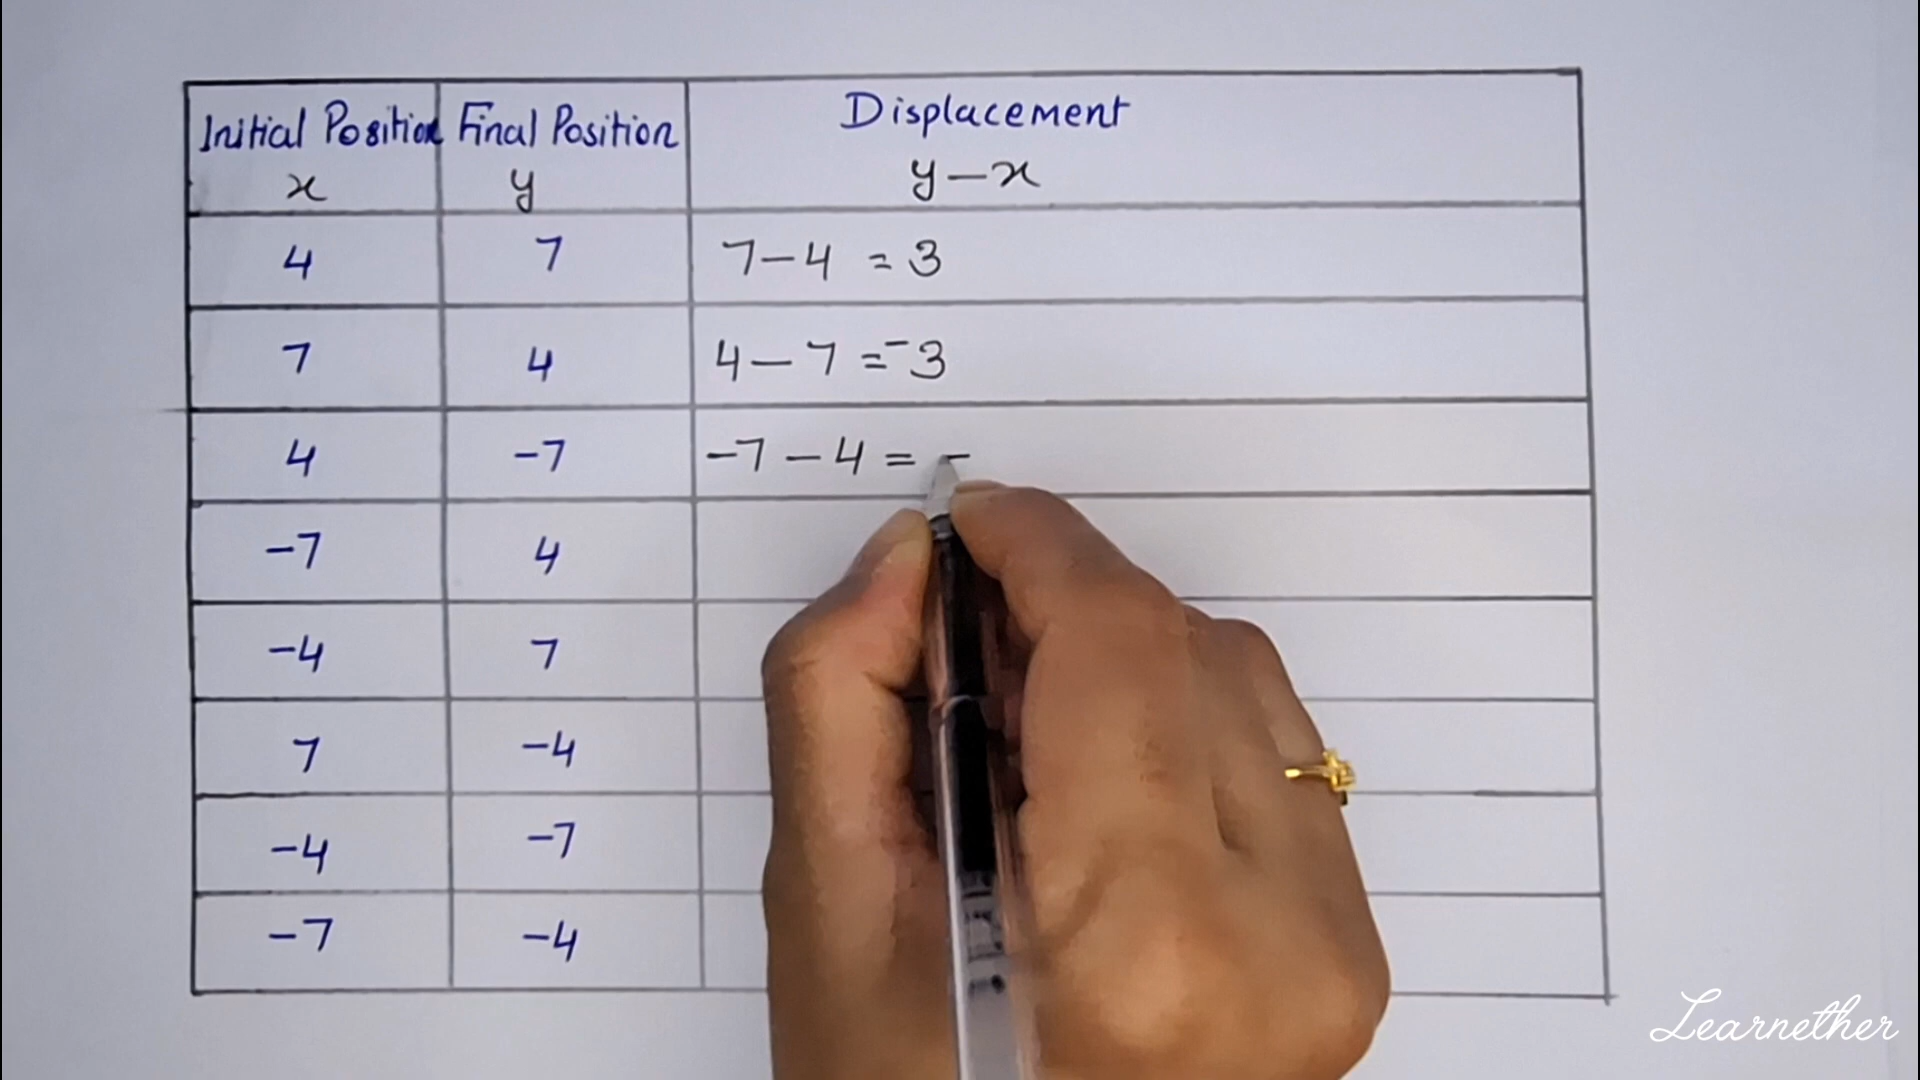 Initial Position Final Position Displacement
x y y-x
4 7 7-4 = 3
7 4 4-7 = -3
4 -7 -7-4 = -
-7 4
-4 7
7 -4
-4 -7
-7 -4
Learnether